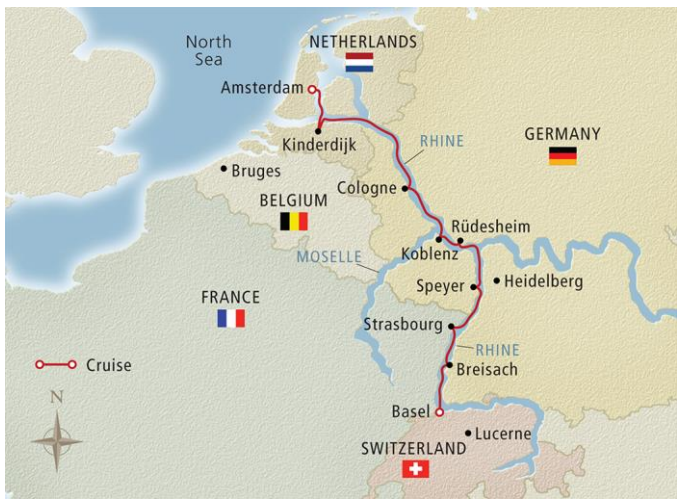 North
Sea
NETHERLANDS
Amsterdam
Kinderdijk
RHINE
GERMANY
Bruges
Cologne
BELGIUM
Rüdesheim
Koblenz
MOSELLE
Heidelberg
Speyer
FRANCE
Strasbourg
RHINE
Cruise
Breisach
N
Basel
Lucerne
SWITZERLAND